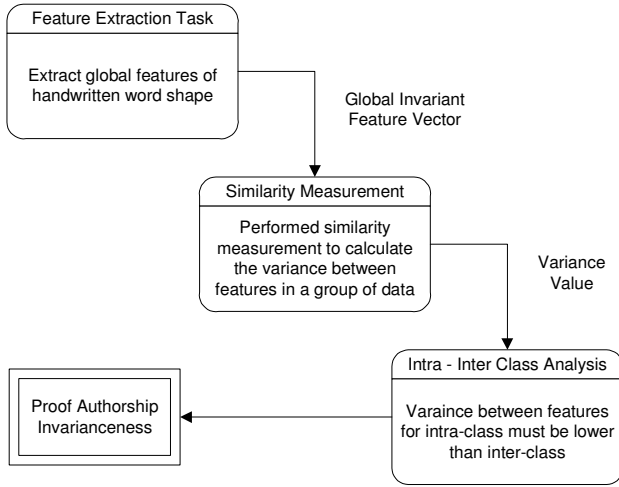 Feature Extraction Task
Extract global features of
handwritten word shape
Global Invariant
Feature Vector
Similarity Measurement
Performed similarity
measurement to calculate
the variance between
features in a group of data
Variance
Value
Intra - Inter Class Analysis
Varaince between features
for intra-class must be lower
than inter-class
Proof Authorship
Invarianceness